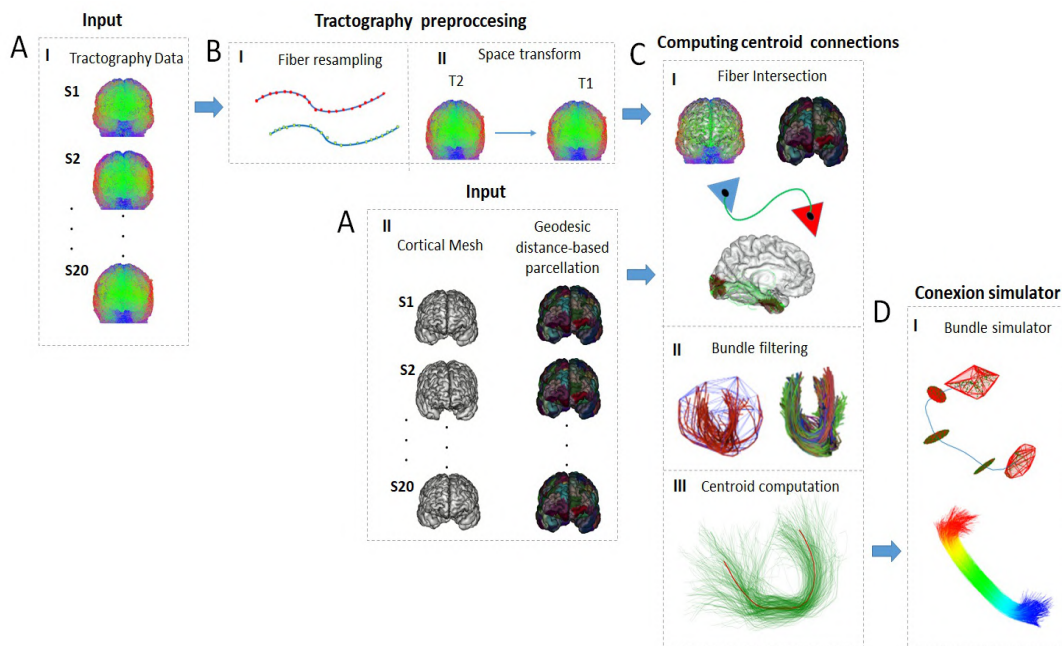 Input
A
I
Tractography Data
S1
S2
S20
Tractography preproccesing
B
I
Fiber resampling
II
Space transform
T2
T1
Input
A
II
Cortical Mesh
Geodesic
distance-based
parcellation
S1
S2
S20
Computing centroid connections
C
I
Fiber Intersection
II
Bundle filtering
III
Centroid computation
Conexion simulator
D
I
Bundle simulator